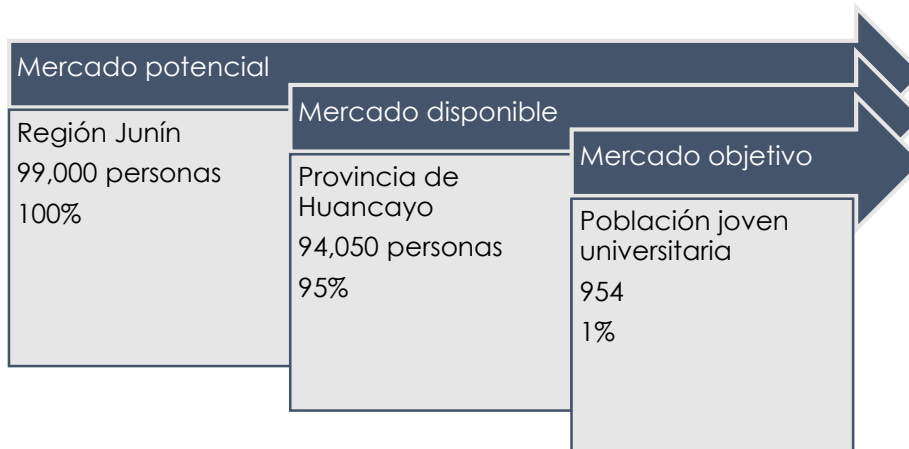 Mercado potencial
Región Junín
99,000 personas
100%
Mercado disponible
Provincia de
Huancayo
94,050 personas
95%
Mercado objetivo
Población joven
universitaria
954
1%